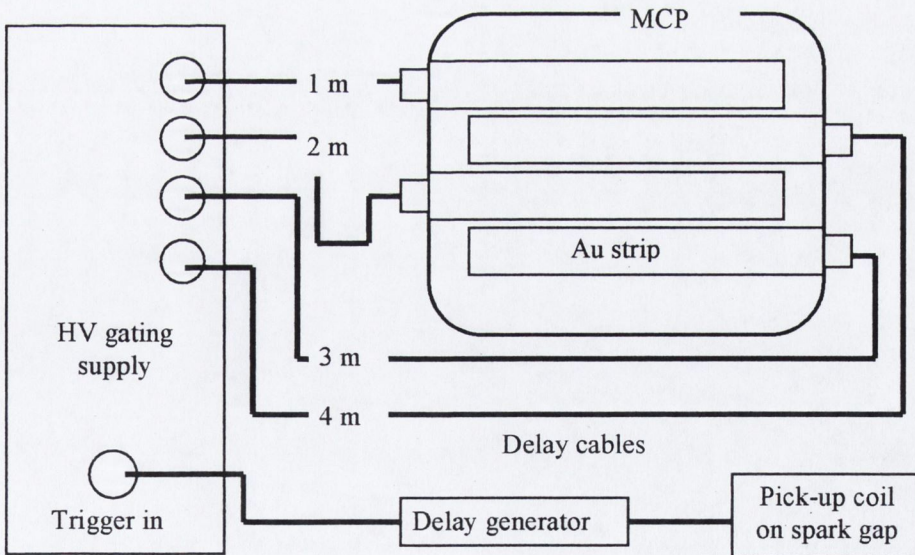 MCP
1 m
2 m
Au strip
HV gating
supply
3 m
4 m
Delay cables
Trigger in
Delay generator
Pick-up coil
on spark gap